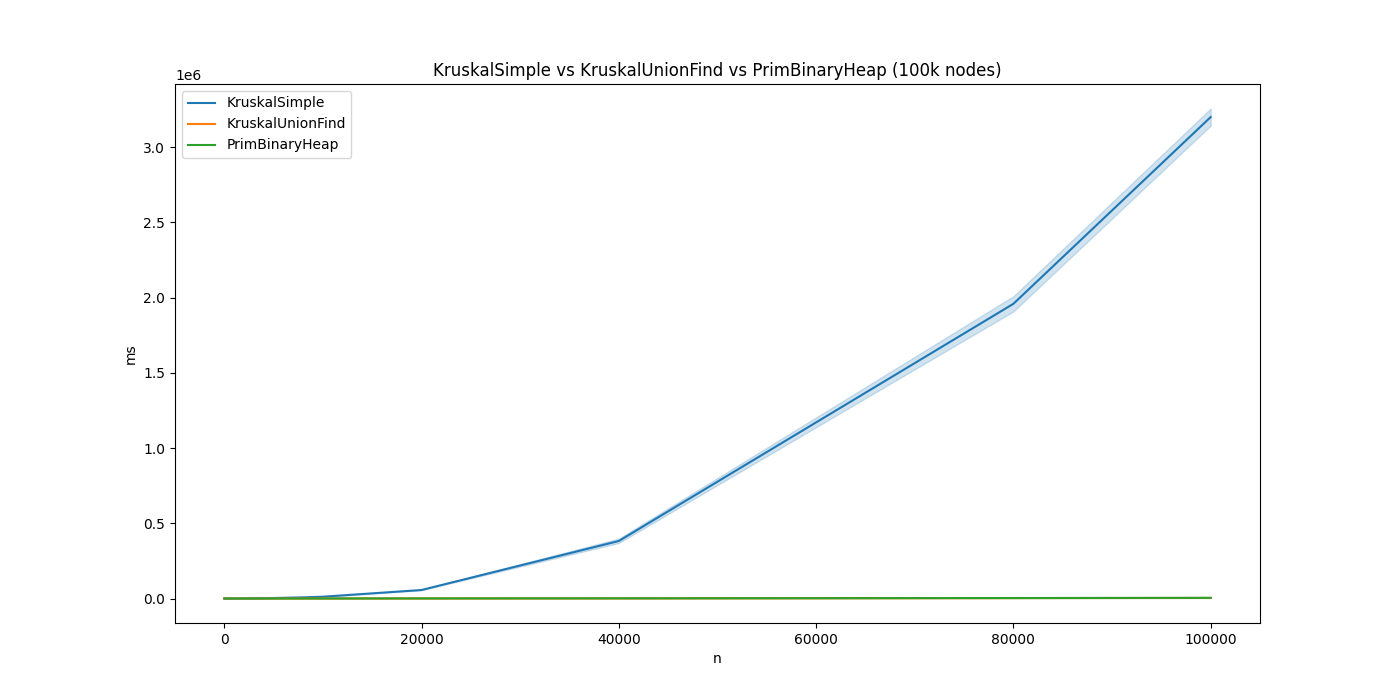 KruskalSimple vs KruskalUnionFind vs PrimBinaryHeap (100k nodes)
1e6
KruskalSimple
KruskalUnionFind
PrimBinaryHeap
3.0
2.5
2.0
1.5
1.0
0.5
0.0
ms
0 20000 40000 60000 80000 100000
n